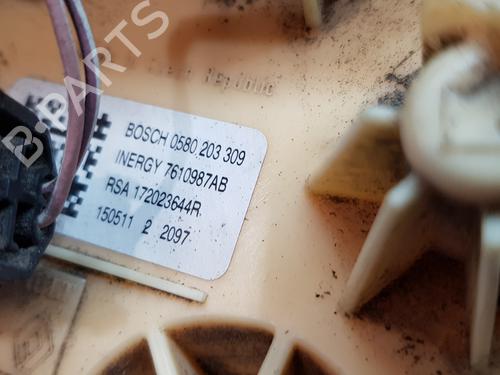 B-PARTS
BOSCH 0580 203 309
INERGY 7610987AB
RSA 172023644R
150511 2 2097